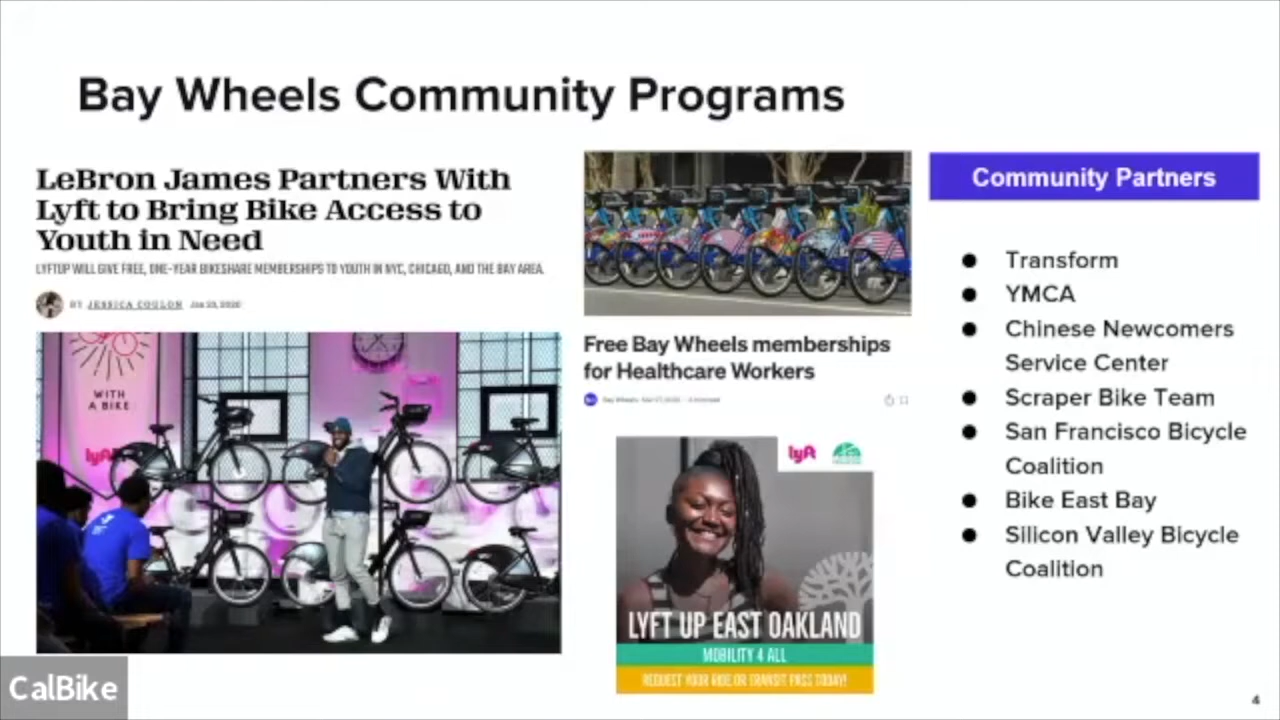 Bay Wheels Community Programs
LeBron James Partners With
Lyft to Bring Bike Access to
Youth in Need
LYFTUP WILL GIVE FREE, ONE-YEAR BIKESHARE MEMBERSHIPS TO YOUTH IN NYC, CHICAGO, AND THE BAY AREA.
BY JESSICA COULON Jan 23, 2020
WITH
A BIKE
lyft
Free Bay Wheels memberships
for Healthcare Workers
Bay Wheels
lyft
LYFT UP EAST OAKLAND
MOBILITY 4 ALL
REQUEST YOUR RIDE OR TRANSIT PASS TODAY!
Community Partners
● Transform
● YMCA
● Chinese Newcomers
Service Center
● Scraper Bike Team
● San Francisco Bicycle
Coalition
● Bike East Bay
● Silicon Valley Bicycle
Coalition
CalBike
4